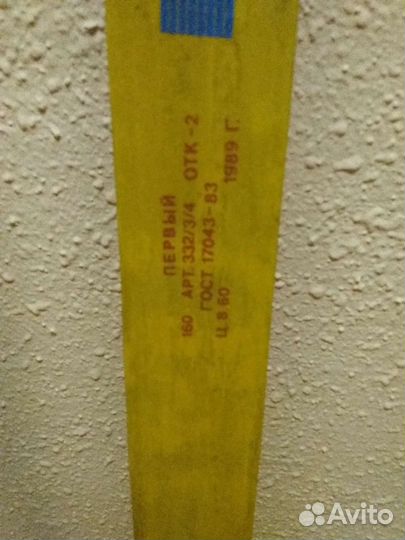 ПЕРВЫЙ
160 АРТ. 332/3/4 ОТК-2
ГОСТ 17043-83
Ц. 8.60 1989 Г.
Avito